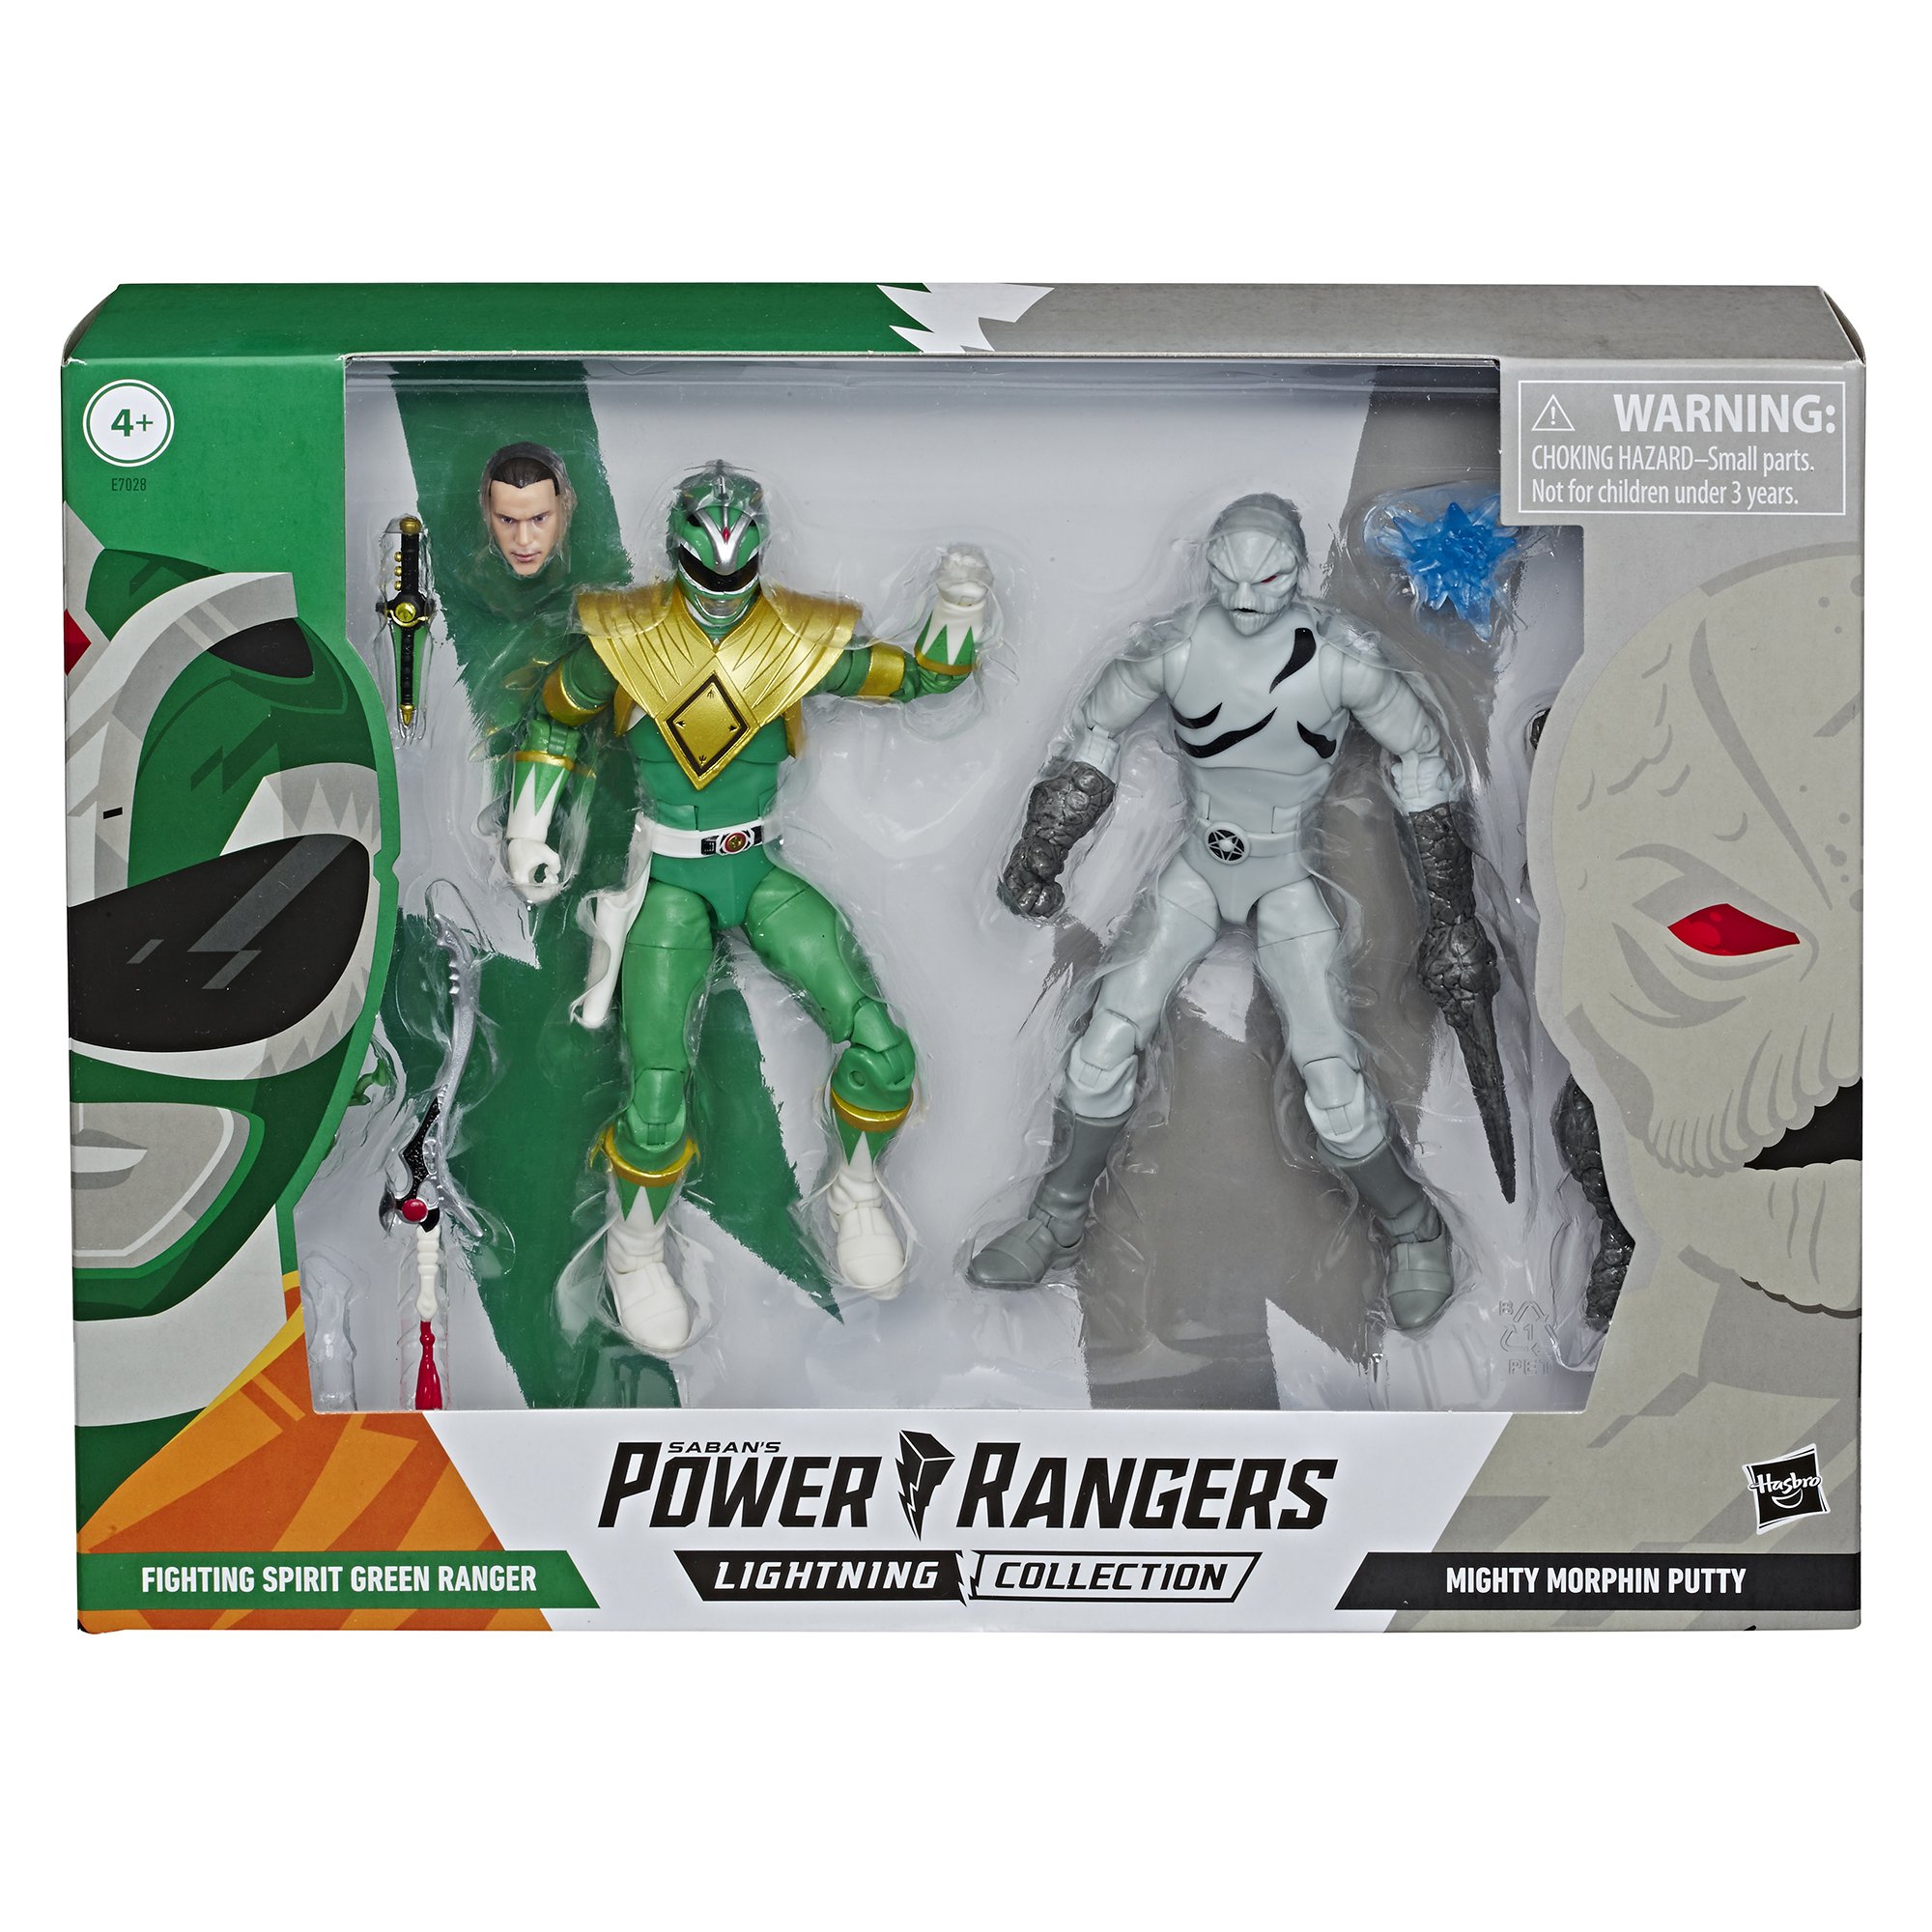 4+
E7028
WARNING:
CHOKING HAZARD–Small parts.
Not for children under 3 years.
1
PET
SABAN'S
POWER RANGERS
LIGHTNING COLLECTION
Hasbro
FIGHTING SPIRIT GREEN RANGER
MIGHTY MORPHIN PUTTY